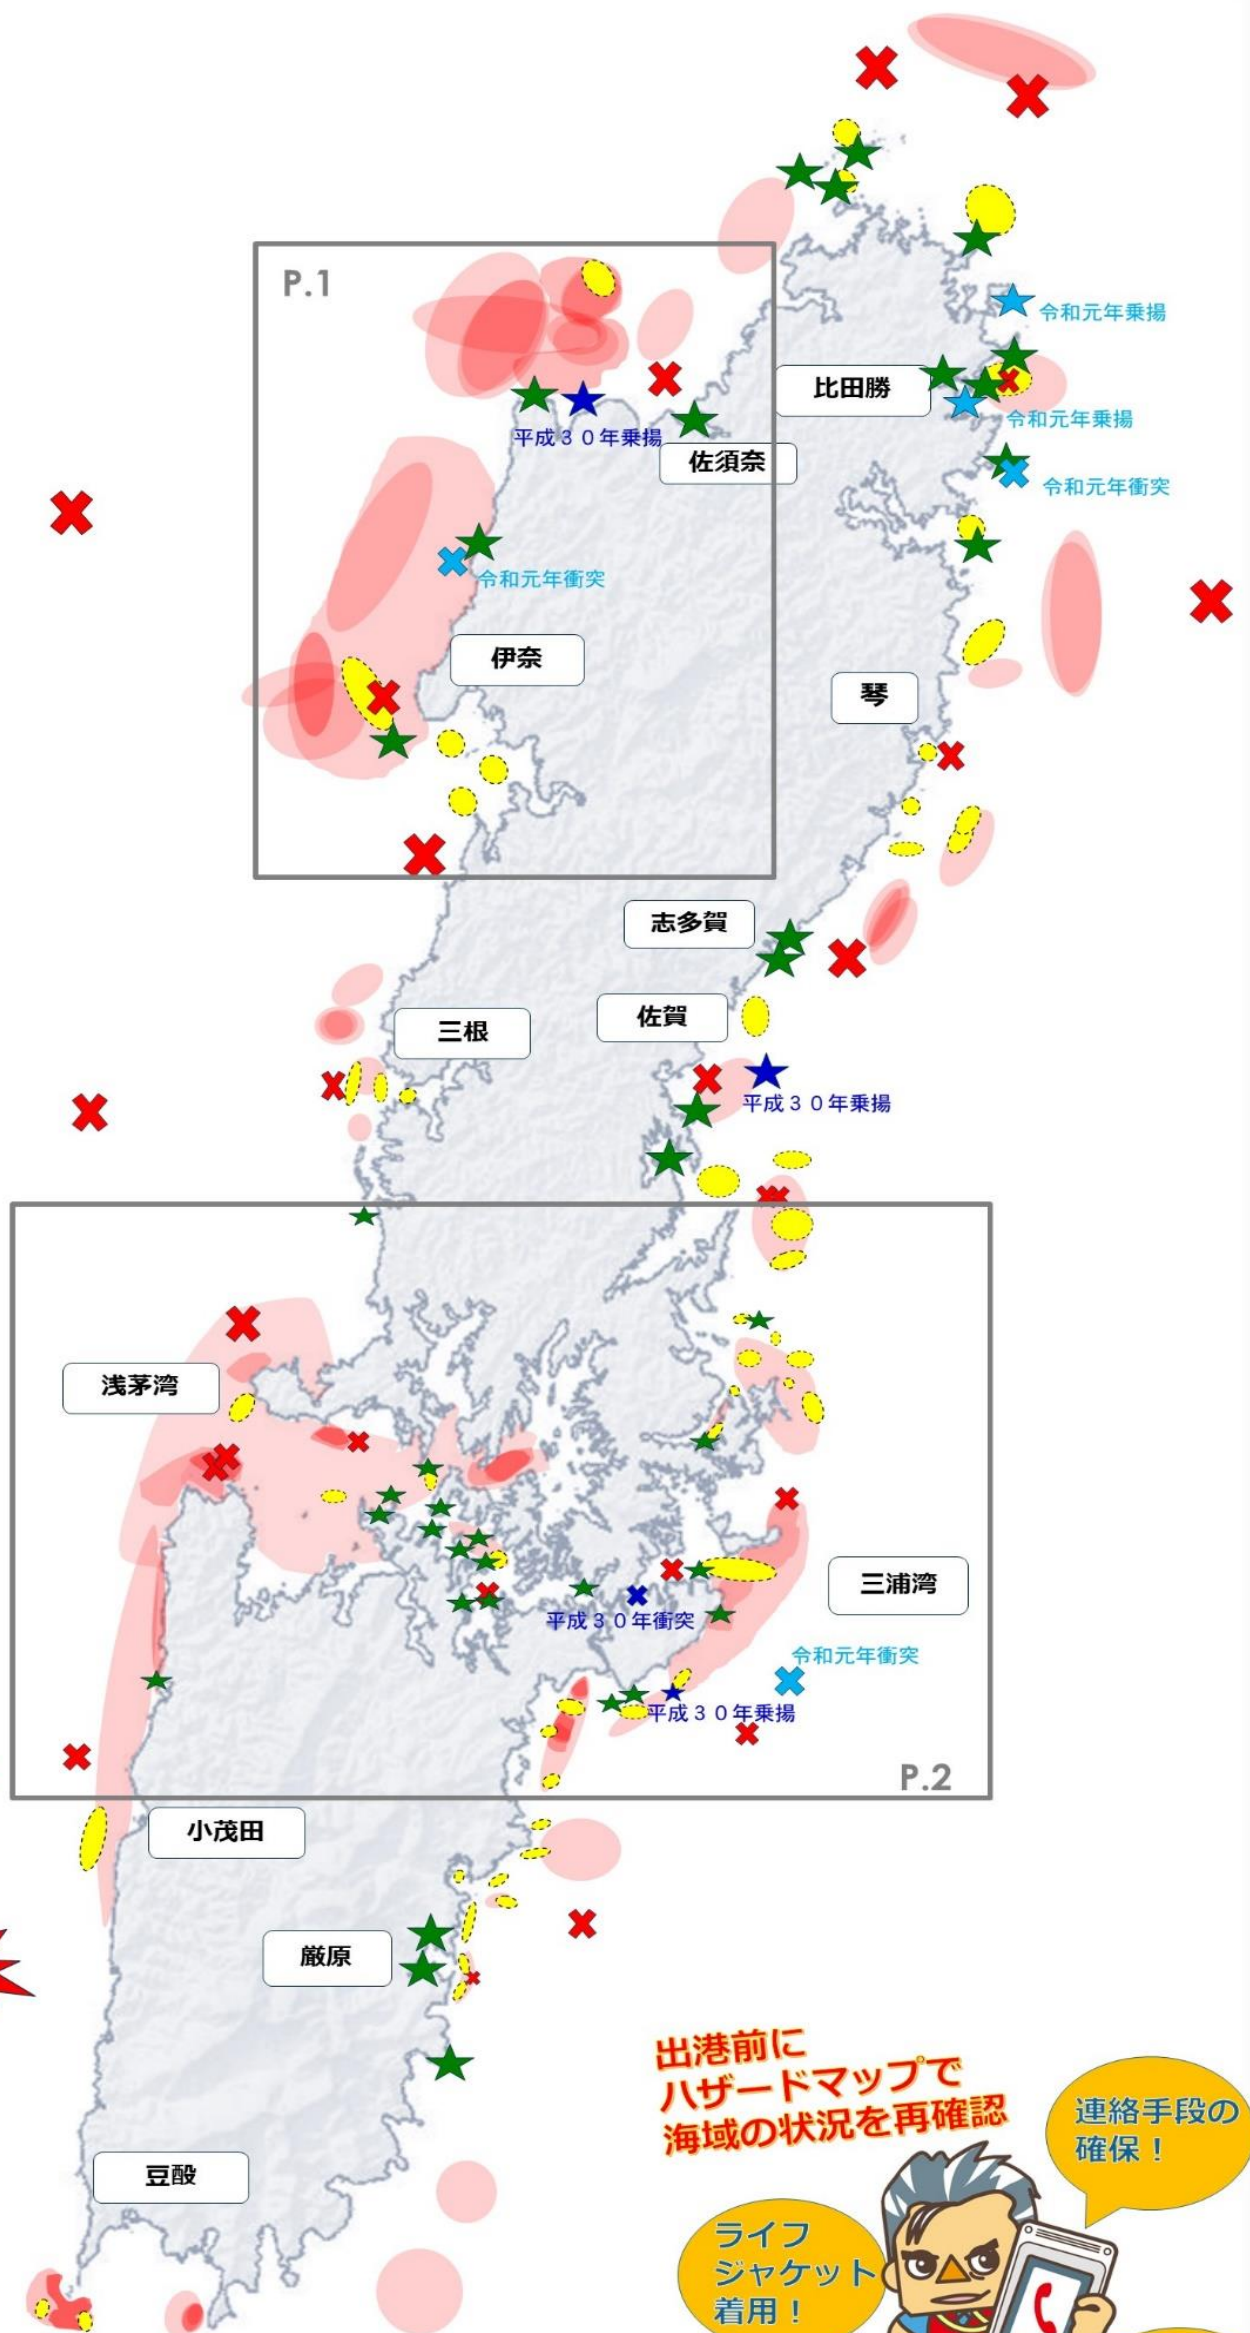 P.1
令和元年乗揚
比田勝
令和元年乗揚
平成３０年乗揚
佐須奈
令和元年衝突
令和元年衝突
伊奈
琴
志多賀
佐賀
三根
平成３０年乗揚
浅茅湾
三浦湾
平成３０年衝突
令和元年衝突
平成３０年乗揚
P.2
小茂田
厳原
豆酘
出港前に
ハザードマップで
海域の状況を再確認
連絡手段の
確保！
ライフ
ジャケット
着用！